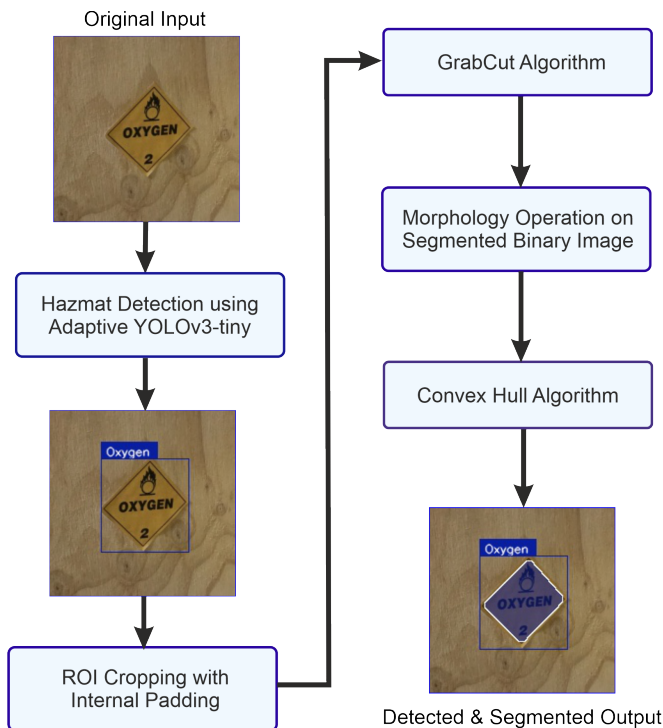 Original Input
OXYGEN
2
Hazmat Detection using
Adaptive YOLOv3-tiny
Oxygen
OXYGEN
2
ROI Cropping with
Internal Padding
GrabCut Algorithm
Morphology Operation on
Segmented Binary Image
Convex Hull Algorithm
Oxygen
OXYGEN
2
Detected & Segmented Output